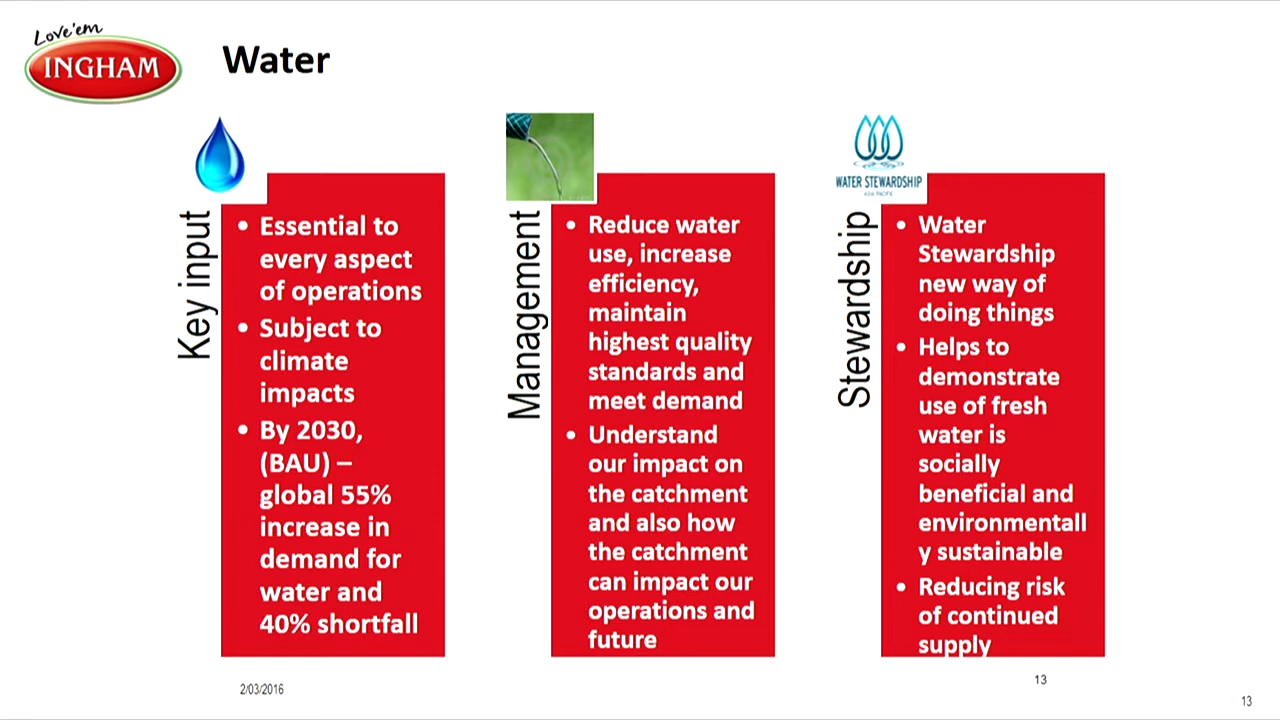 Love'em
INGHAM
Water
Key input
• Essential to
every aspect
of operations
• Subject to
climate
impacts
• By 2030,
(BAU) –
global 55%
increase in
demand for
water and
40% shortfall
Management
• Reduce water
use, increase
efficiency,
maintain
highest quality
standards and
meet demand
• Understand
our impact on
the catchment
and also how
the catchment
can impact our
operations and
future
WATER STEWARDSHIP
ASIA PACIFIC
Stewardship
• Water
Stewardship
new way of
doing things
• Helps to
demonstrate
use of fresh
water is
socially
beneficial and
environmentall
y sustainable
• Reducing risk
of continued
supply
2/03/2016
13
13